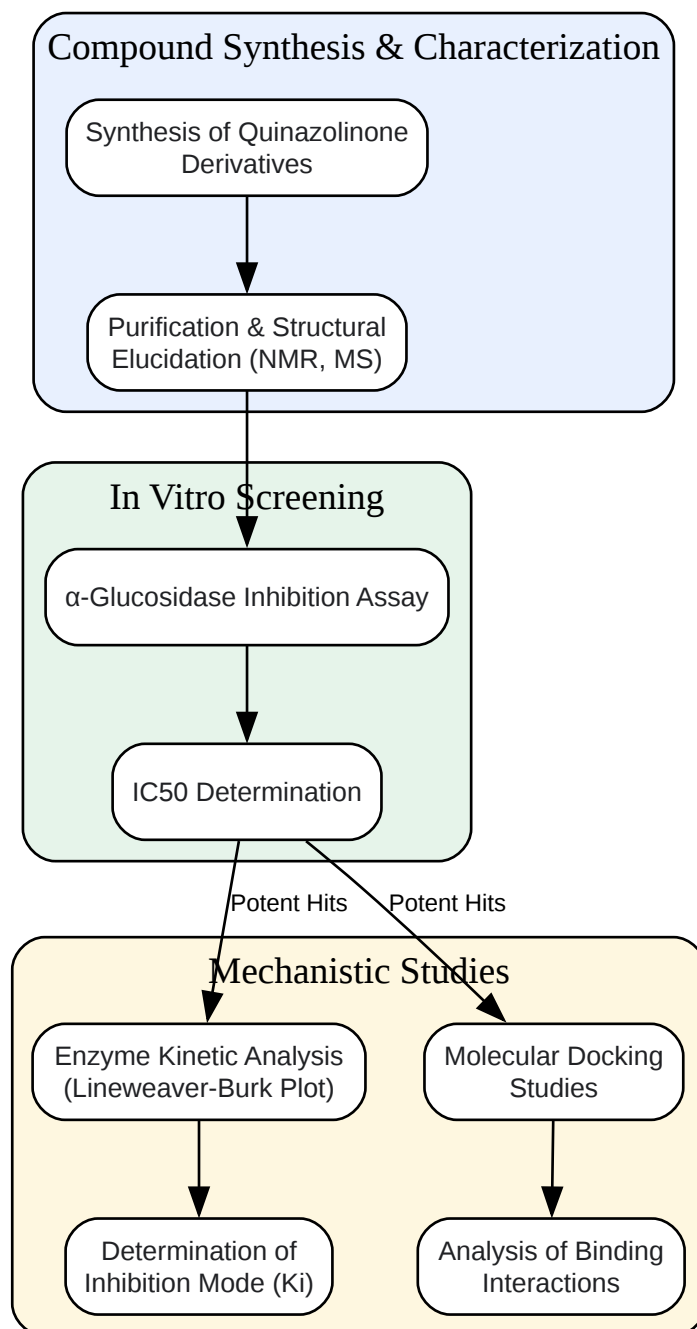 Compound Synthesis & Characterization
Synthesis of Quinazolinone
Derivatives
Purification & Structural
Elucidation (NMR, MS)
In Vitro Screening
α-Glucosidase Inhibition Assay
IC50 Determination
Potent Hits
Potent Hits
Mechanistic Studies
Enzyme Kinetic Analysis
(Lineweaver-Burk Plot)
Molecular Docking
Studies
Determination of
Inhibition Mode (Ki)
Analysis of Binding
Interactions